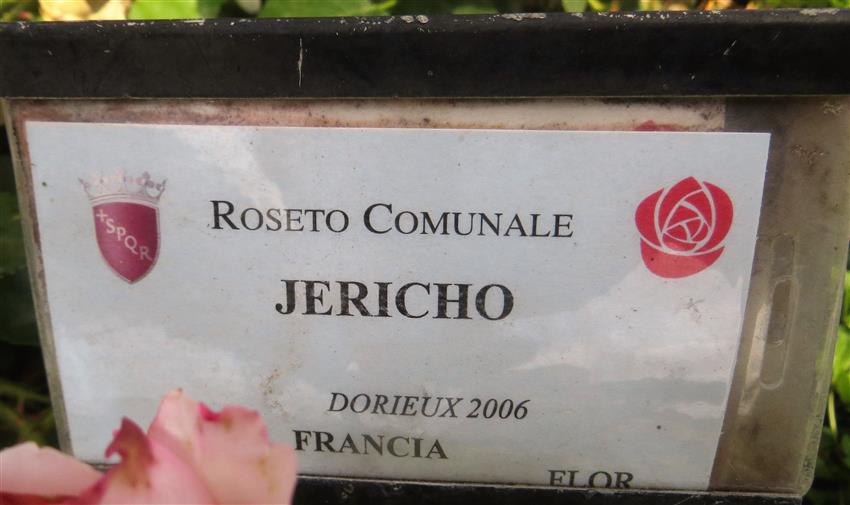 ROSETO COMUNALE
+SPQR
JERICHO
DORIEUX 2006
FRANCIA
FLOR